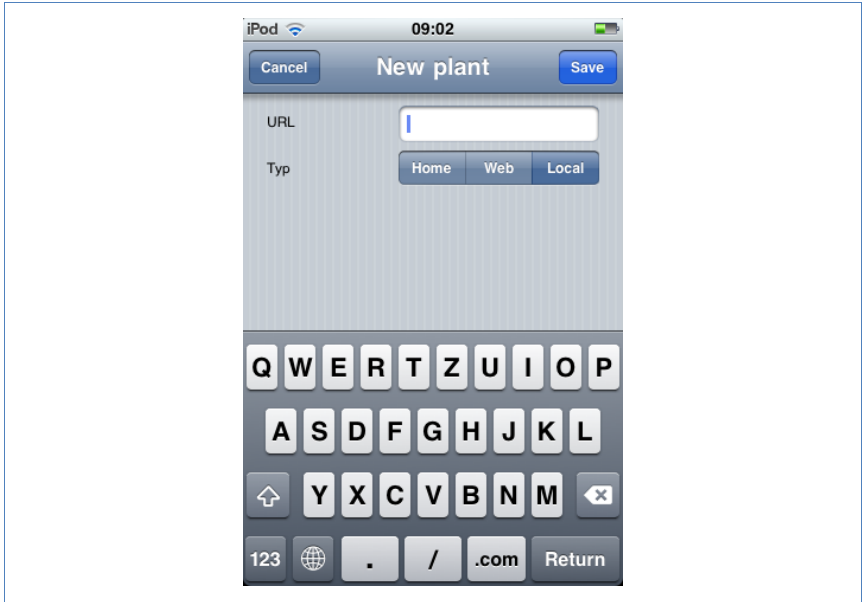 iPod 09:02
Cancel New plant Save
URL
Typ Home Web Local
Q W E R T Z U I O P
A S D F G H J K L
Y X C V B N M
123 . / .com Return